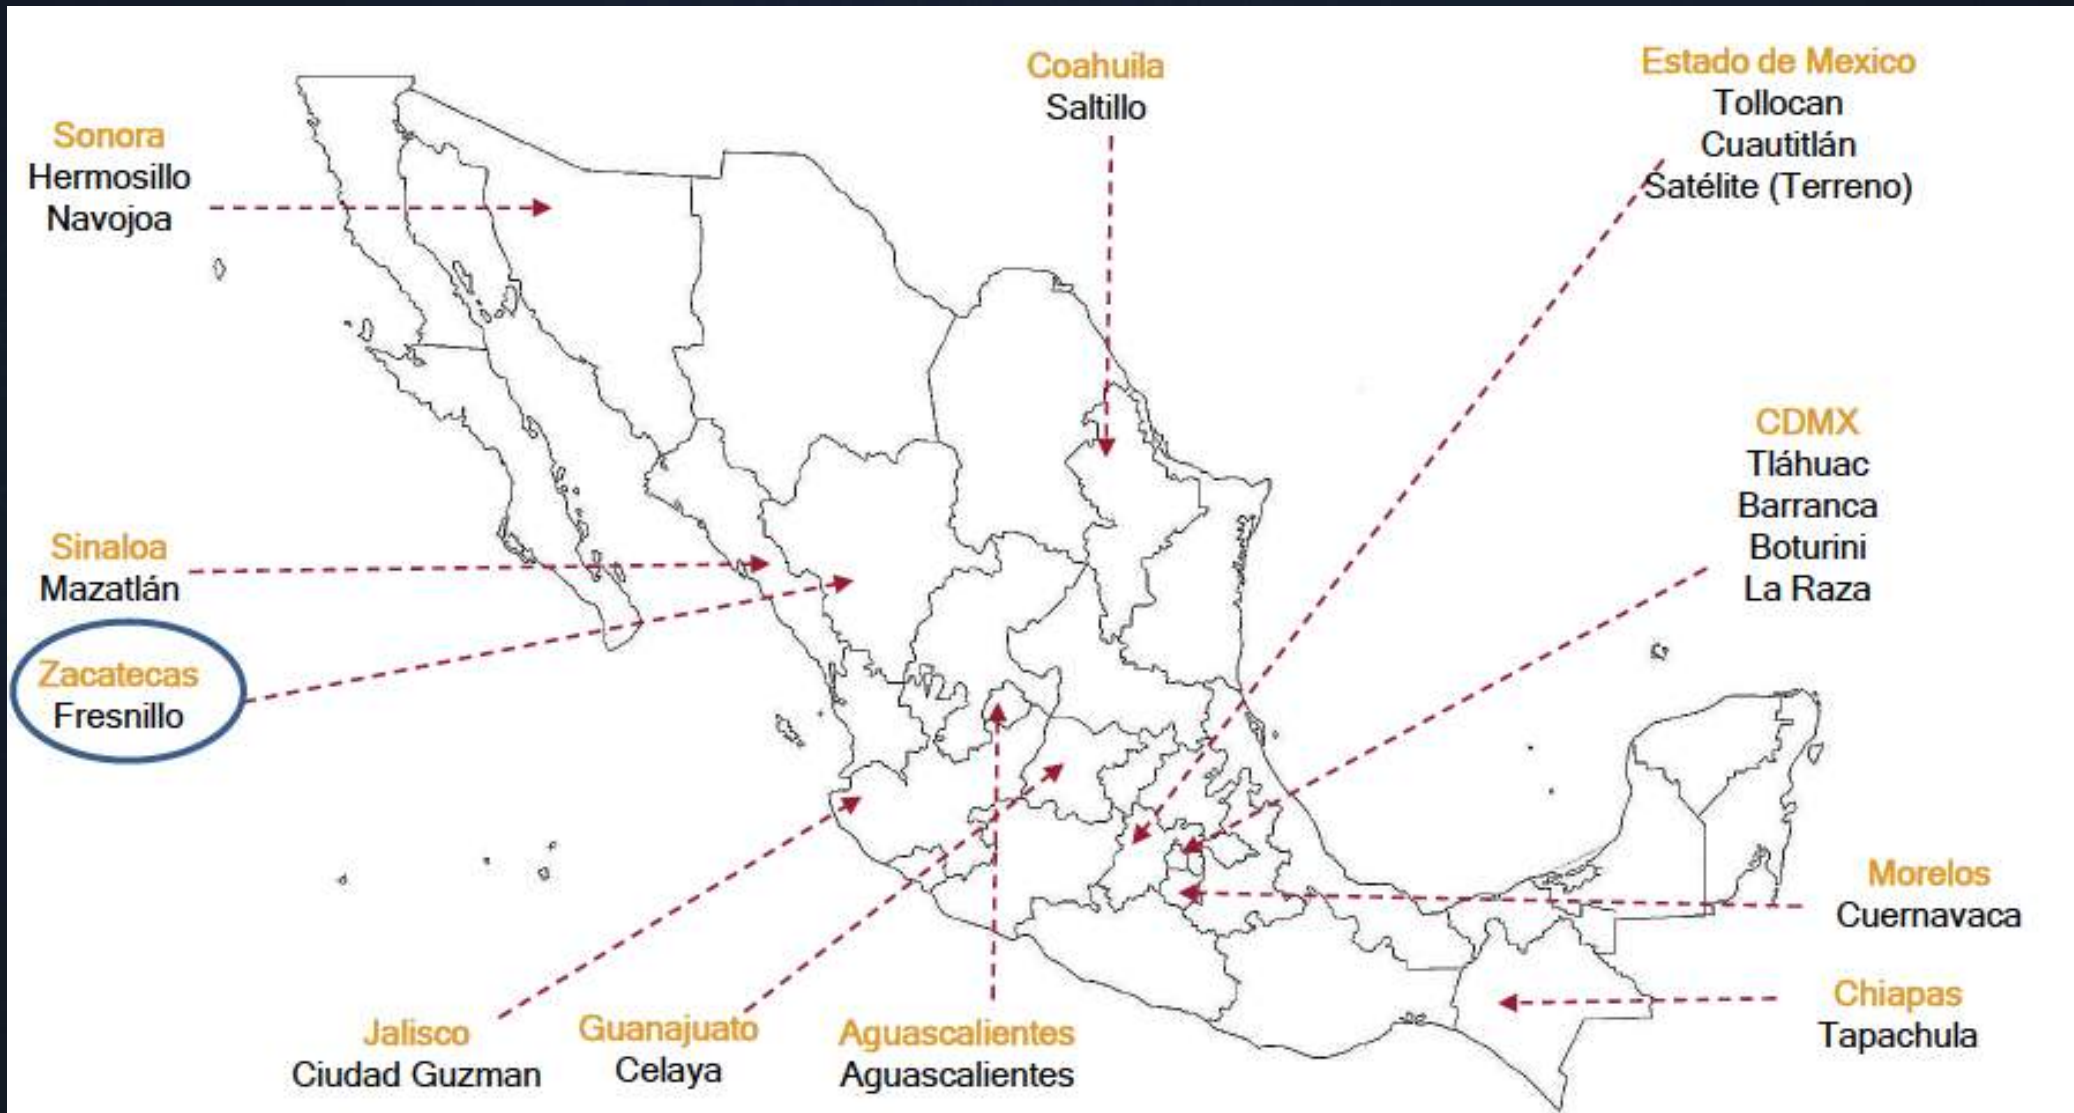 Coahuila
Saltillo
Estado de Mexico
Tollocan
Cuautitlán
Satélite (Terreno)
Sonora
Hermosillo
Navojoa
CDMX
Tláhuac
Barranca
Boturini
La Raza
Sinaloa
Mazatlán
Zacatecas
Fresnillo
Morelos
Cuernavaca
Chiapas
Tapachula
Jalisco
Ciudad Guzman
Guanajuato
Celaya
Aguascalientes
Aguascalientes